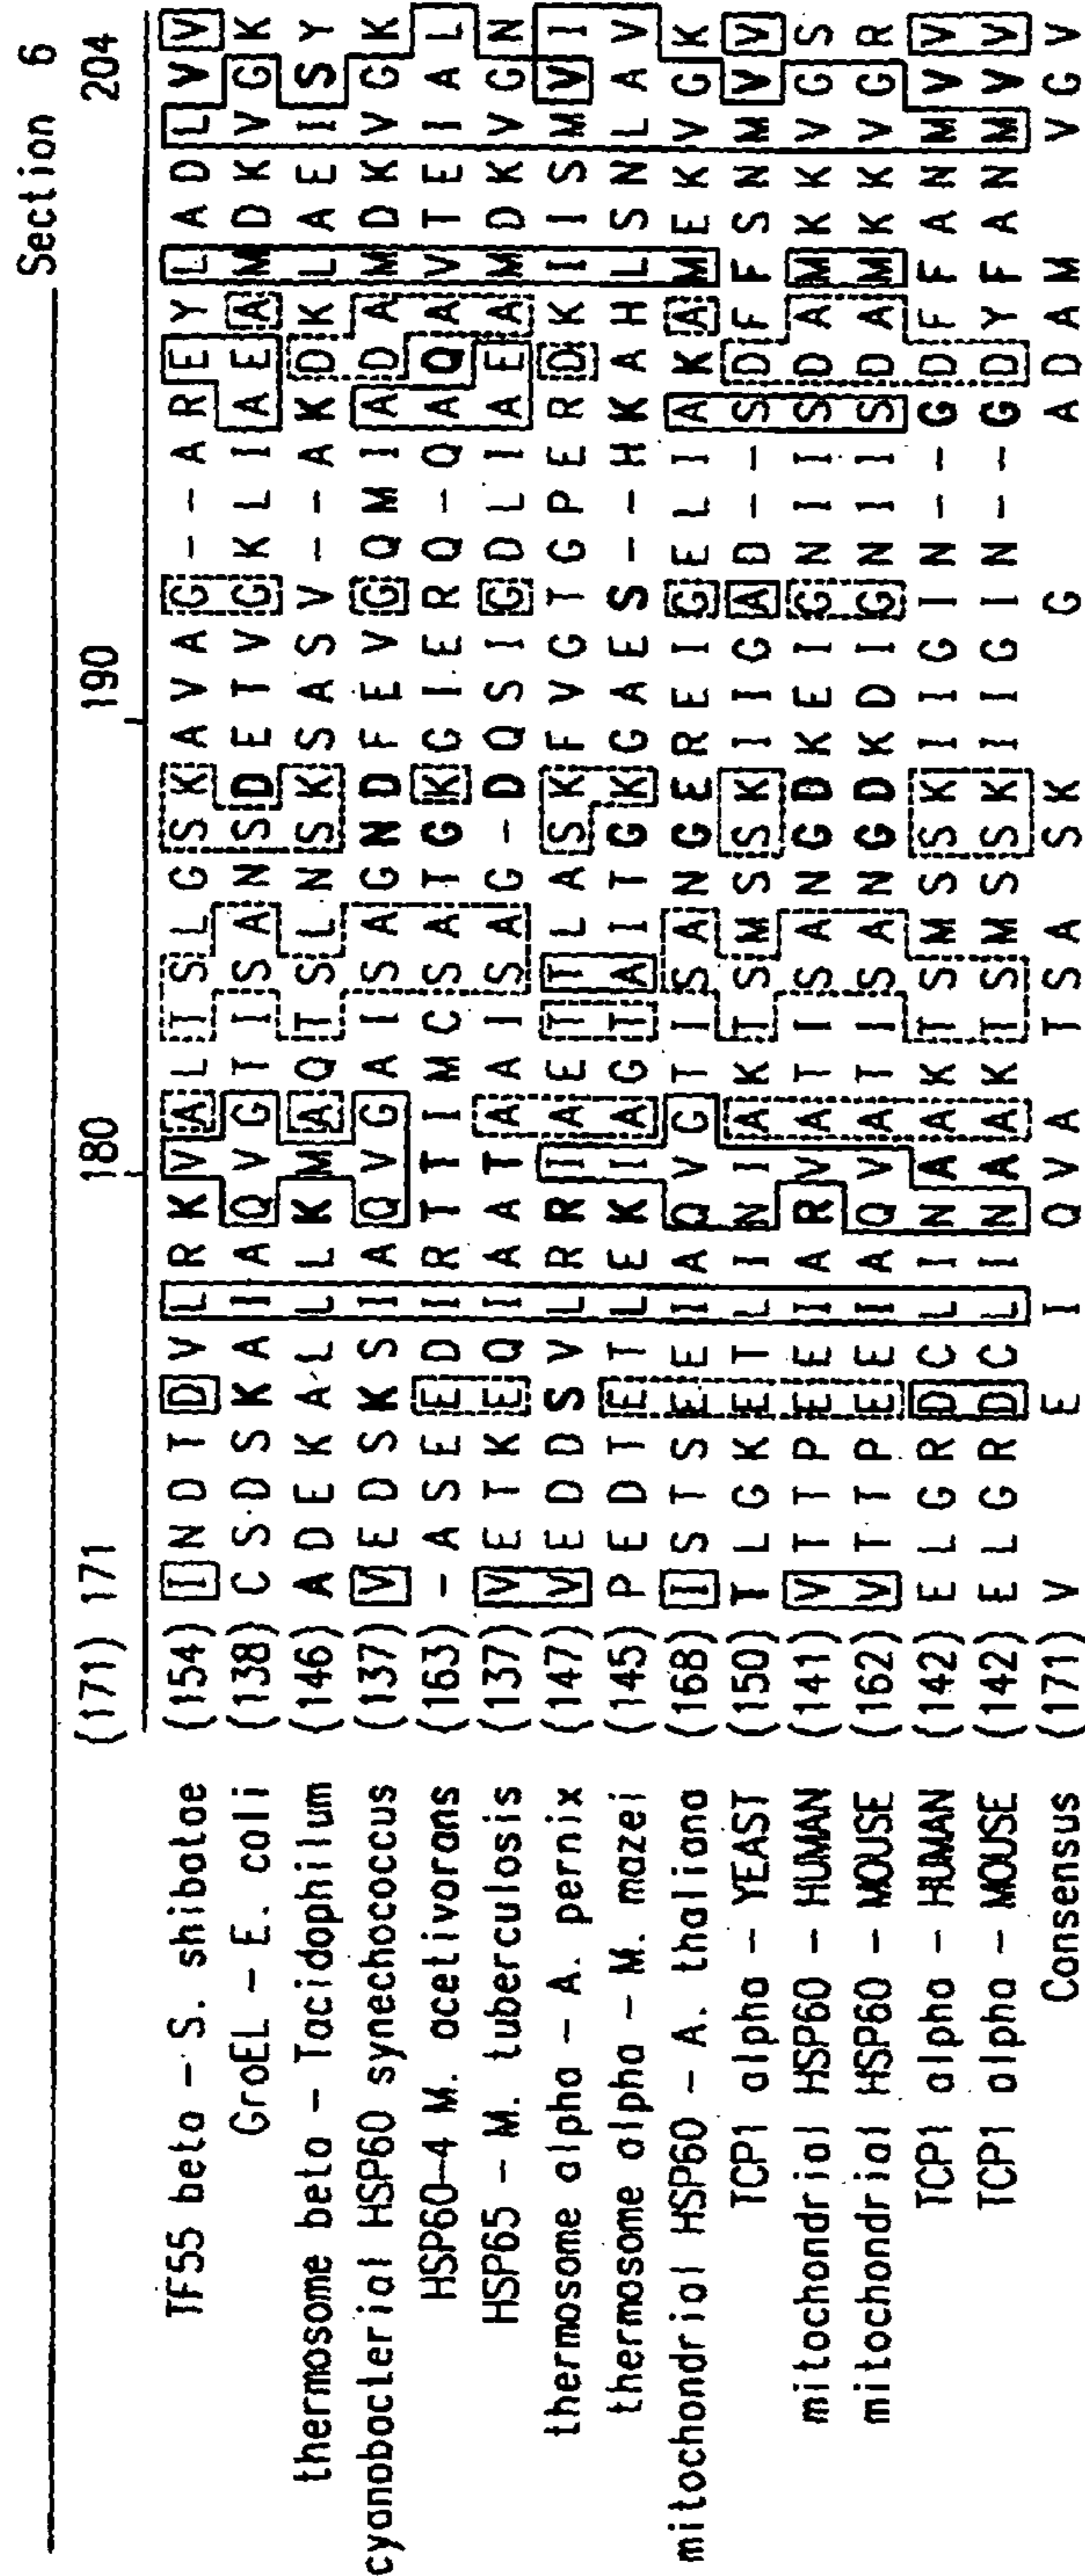 Section 6
(171) 171 180 190 204
TF55 beta - S. shibatae (154) I N D T D V L R K V A L T S L G S K A V A G - - A R E Y L A D L V V
GroEL - E. coli (138) C S D S K A I A Q V G T I S A N S D E T V G K L I A E A M D K V G K
thermosome beta - Tacidophilum (146) A D E K A L L L K M A Q T S L N S K S A S V - - A K D K L A E I S Y
cyanobacterial HSP60 synechococcus (137) V E D S K S I A Q V G A I S A G N D F E V G Q M I A D A M D K V G K
HSP60-4 M. acetivorans (163) - A S E E D I R T T I M C S A T G K G I E R Q - Q A Q A V T E I A L
HSP65 - M. tuberculosis (137) V E T K E Q I A A T A A I S A G - D Q S I G D L I A E A M D K V G N
thermosome alpha - A. pernix (147) V E D D S V L R R I A E T T L A S K F V G T G P E R D K I I S M V I
thermosome alpha - M. mazei (145) P E D T E T L E K I A G T A I T G K G A E S - - H K A H L S N L A V
mitochondrial HSP60 - A. thaliana (168) I S T S E E I A Q V G T I S A N G E R E I G E L I A K A M E K V G K
TCP1 alpha - YEAST (150) T L G K E T L I N I A K T S M S S K I I G A D - - S D F F S N M V V
mitochondrial HSP60 - HUMAN (141) V T T P E E I A R V A T I S A N G D K E I G N I I S D A M K K V G S
mitochondrial HSP60 - MOUSE (162) V T T P E E I A Q V A T I S A N G D K D I G N I I S D A M K K V G R
TCP1 alpha - HUMAN (142) E L G R D C L I N A A K T S M S S K I I G I N - - G D F F A N M V V
TCP1 alpha - MOUSE (142) E L G R D C L I N A A K T S M S S K I I G I N - - G D Y F A N M V V
Consensus (171) V E I Q V A T S A S K G A D A M V G V